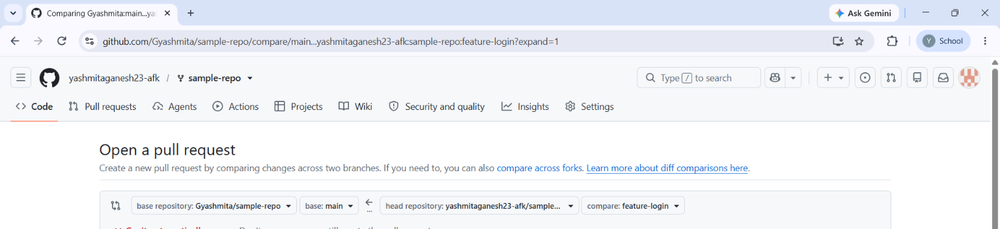 Comparing Gyashmita:main...yas
Ask Gemini
github.com/Gyashmita/sample-repo/compare/main...yashmitaganesh23-afk:sample-repo:feature-login?expand=1
Y School
yashmitaganesh23-afk / sample-repo
Type / to search
Code Pull requests Agents Actions Projects Wiki Security and quality Insights Settings
Open a pull request
Create a new pull request by comparing changes across two branches. If you need to, you can also compare across forks. Learn more about diff comparisons here.
base repository: Gyashmita/sample-repo base: main ... head repository: yashmitaganesh23-afk/sample... compare: feature-login